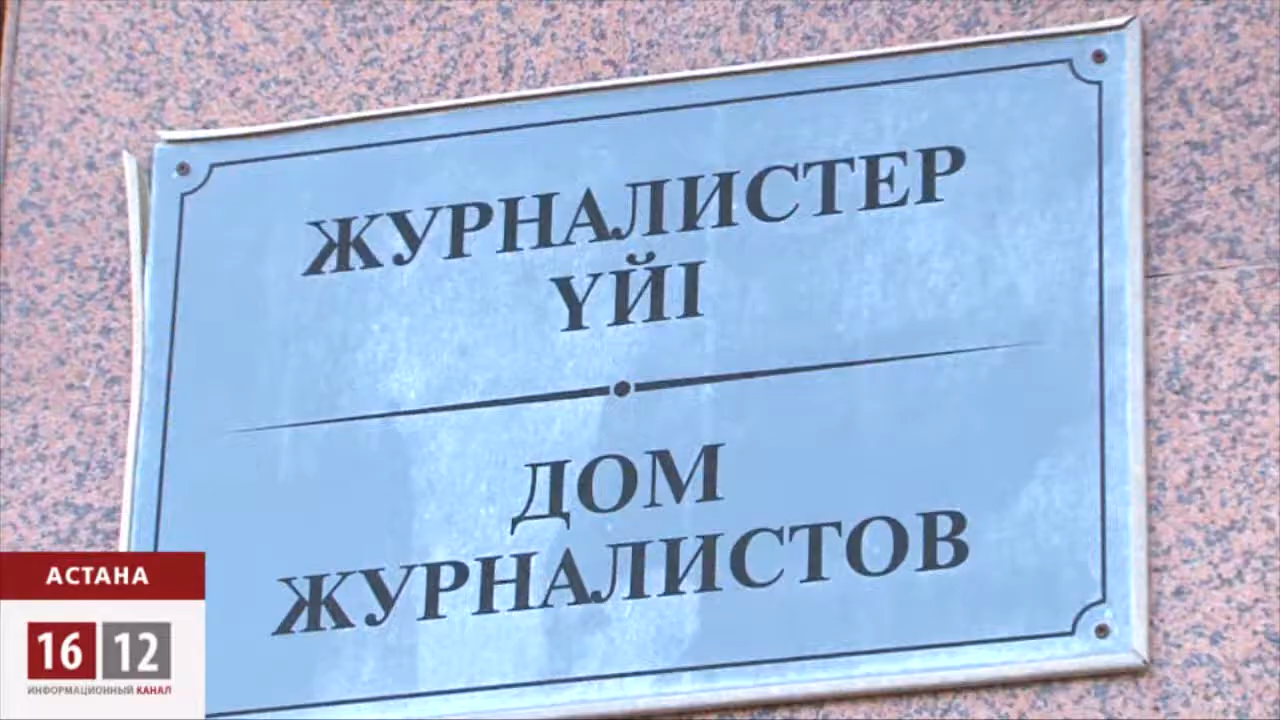 ЖУРНАЛИСТЕР
ҮЙІ
ДОМ
ЖУРНАЛИСТОВ
АСТАНА
16 12
ИНФОРМАЦИОННЫЙ КАНАЛ